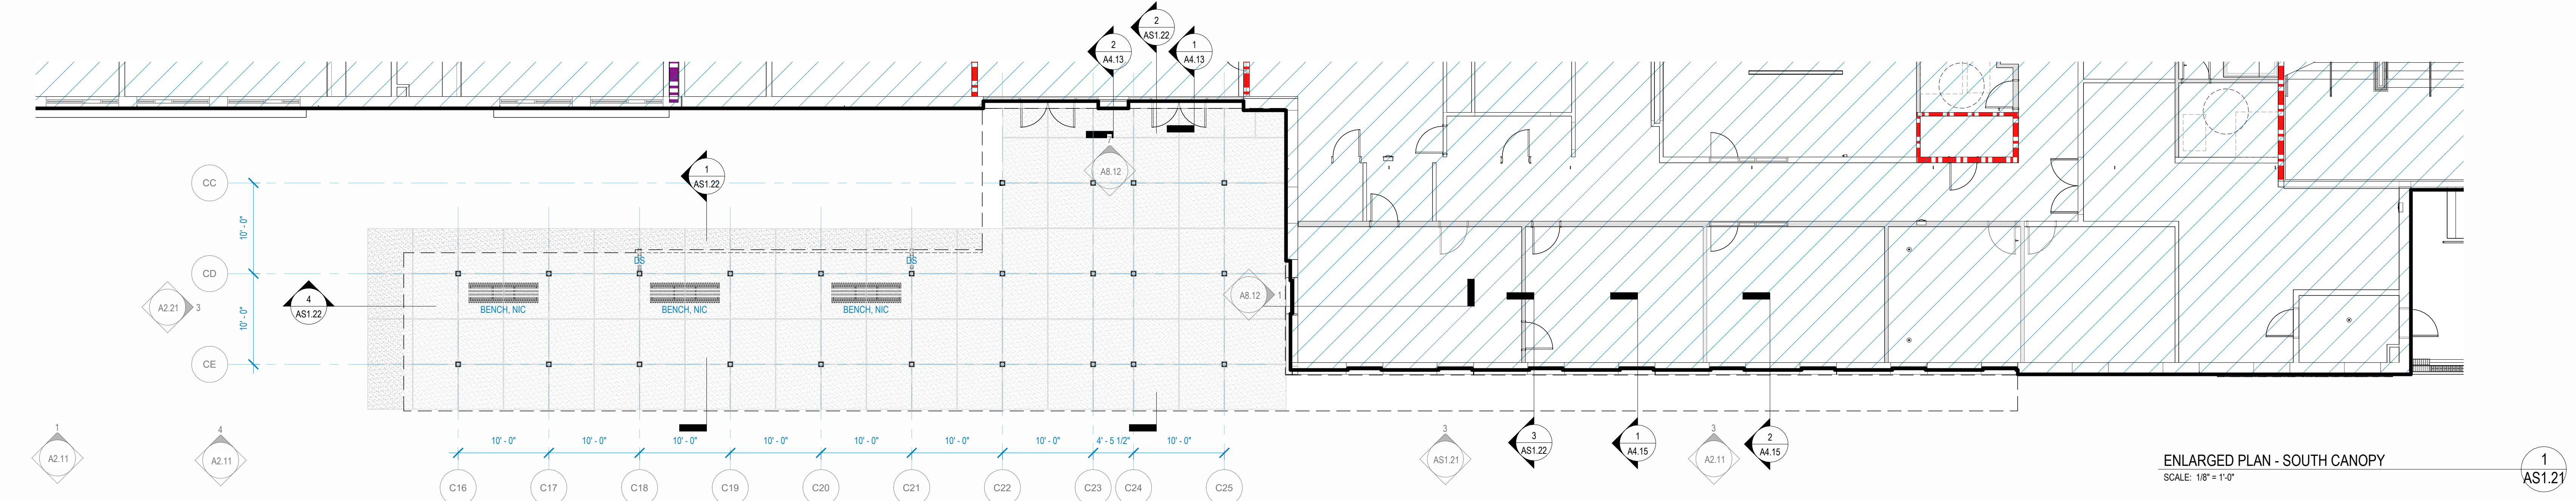 2
AS1.22
2
A4.13
1
A4.13
1
AS1.22
A8.12
CC
10' - 0"
CD
10' - 0"
CE
DS
DS
A2.21
3
4
AS1.22
BENCH, NIC
BENCH, NIC
BENCH, NIC
A8.12
1
1
A2.11
4
A2.11
10' - 0"
10' - 0"
10' - 0"
10' - 0"
10' - 0"
10' - 0"
10' - 0"
4' - 5 1/2"
10' - 0"
C16
C17
C18
C19
C20
C21
C22
C23
C24
C25
3
AS1.21
3
AS1.22
1
A4.15
3
A2.11
2
A4.15
ENLARGED PLAN - SOUTH CANOPY
SCALE: 1/8" = 1'-0"
1
AS1.21